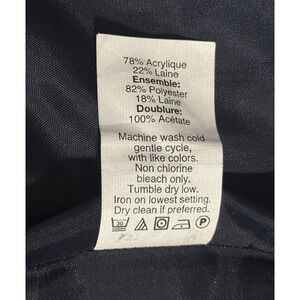 78% Acrylique
22% Laine
Ensemble:
82% Polyester
18% Laine
Doublure:
100% Acétate
Machine wash cold
gentle cycle,
with like colors.
Non chlorine
bleach only.
Tumble dry low.
Iron on lowest setting.
Dry clean if preferred.